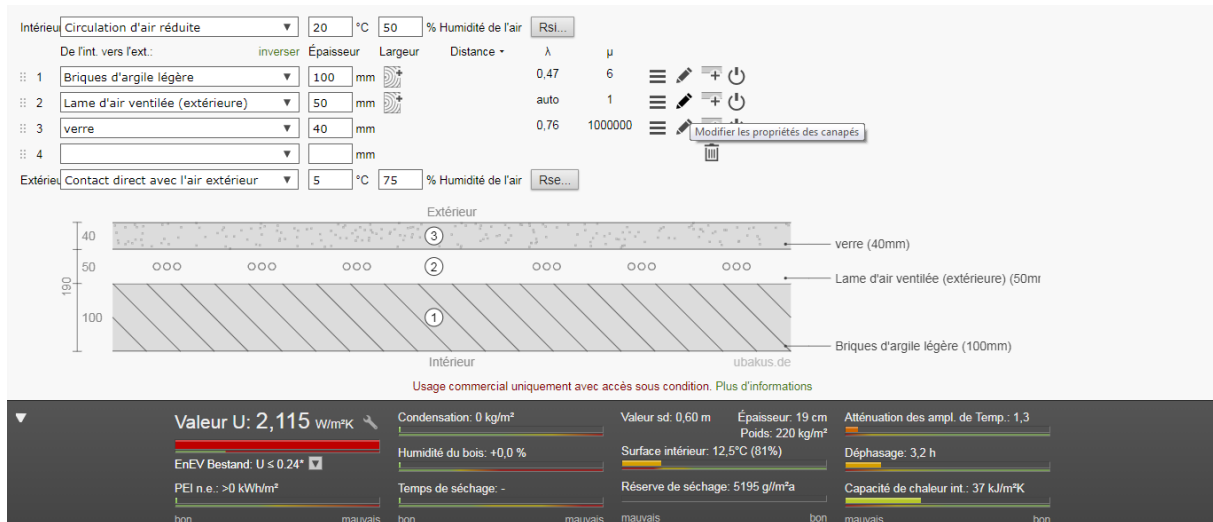 Intérieu Circulation d'air réduite 20 °C 50 % Humidité de l'air Rsi...
De l'int. vers l'ext.: inverser Épaisseur Largeur Distance λ μ
1 Briques d'argile légère 100 mm 0,47 6
2 Lame d'air ventilée (extérieure) 50 mm auto 1
3 verre 40 mm 0,76 1000000
Modifier les propriétés des canapés
4 mm
Extérieu Contact direct avec l'air extérieur 5 °C 75 % Humidité de l'air Rse...
Extérieur
40 3 verre (40mm)
50 2 Lame d'air ventilée (extérieure) (50mr
190
100 1 Briques d'argile légère (100mm)
Intérieur ubakus.de
Usage commercial uniquement avec accès sous condition. Plus d'informations
Valeur U: 2,115 W/m²K
EnEV Bestand: U ≤ 0.24*
PEI n.e.: >0 kWh/m²
bon mauvais
Condensation: 0 kg/m²
Humidité du bois: +0,0 %
Temps de séchage: -
bon mauvais
Valeur sd: 0,60 m Épaisseur: 19 cm
Poids: 220 kg/m²
Surface intérieur: 12,5°C (81%)
Réserve de séchage: 5195 g//m²a
mauvais bon
Atténuation des ampl. de Temp.: 1,3
Déphasage: 3,2 h
Capacité de chaleur int.: 37 kJ/m²K
mauvais bon